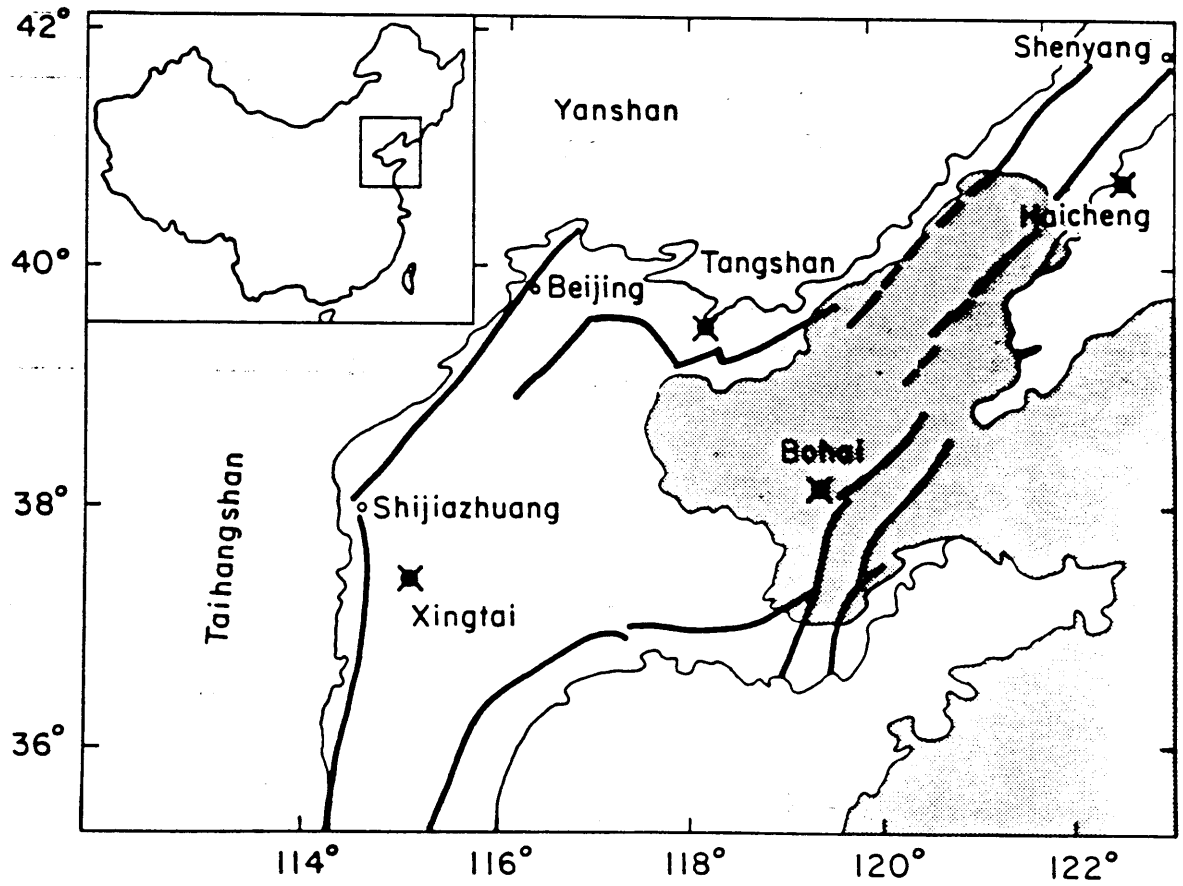 42°
40°
38°
36°
Shenyang
Yanshan
Haicheng
Tangshan
Beijing
Bohai
Taihangshan
Shijiazhuang
Xingtai
114°
116°
118°
120°
122°